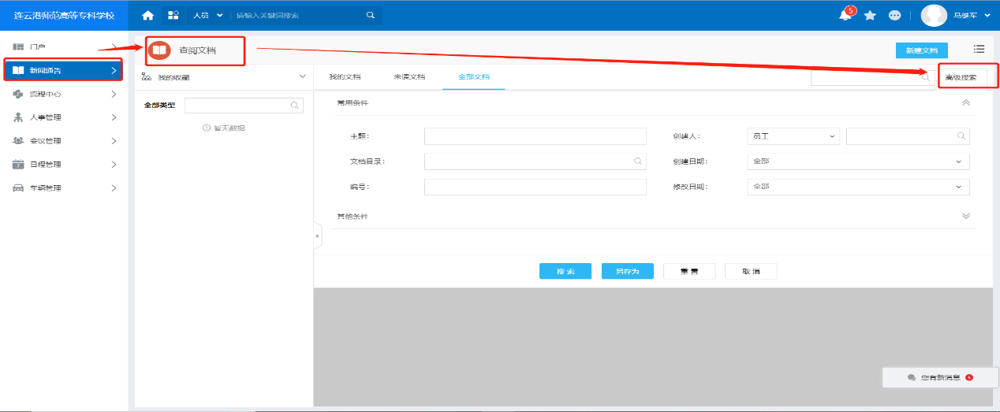 连云港师范高等专科学校
人员
请输入关键词搜索
5
马继军
门户
新闻通告
流程中心
人事管理
会议管理
7
日程管理
车辆管理
查阅文档
新建文档
我的收藏
全部类型
暂无数据
我的文档
未读文档
全部文档
高级搜索
常用条件
主题:
创建人:
员工
文档目录:
创建日期:
全部
编号:
修改日期:
全部
其他条件
搜索
另存为
重置
取消
您有新消息
5